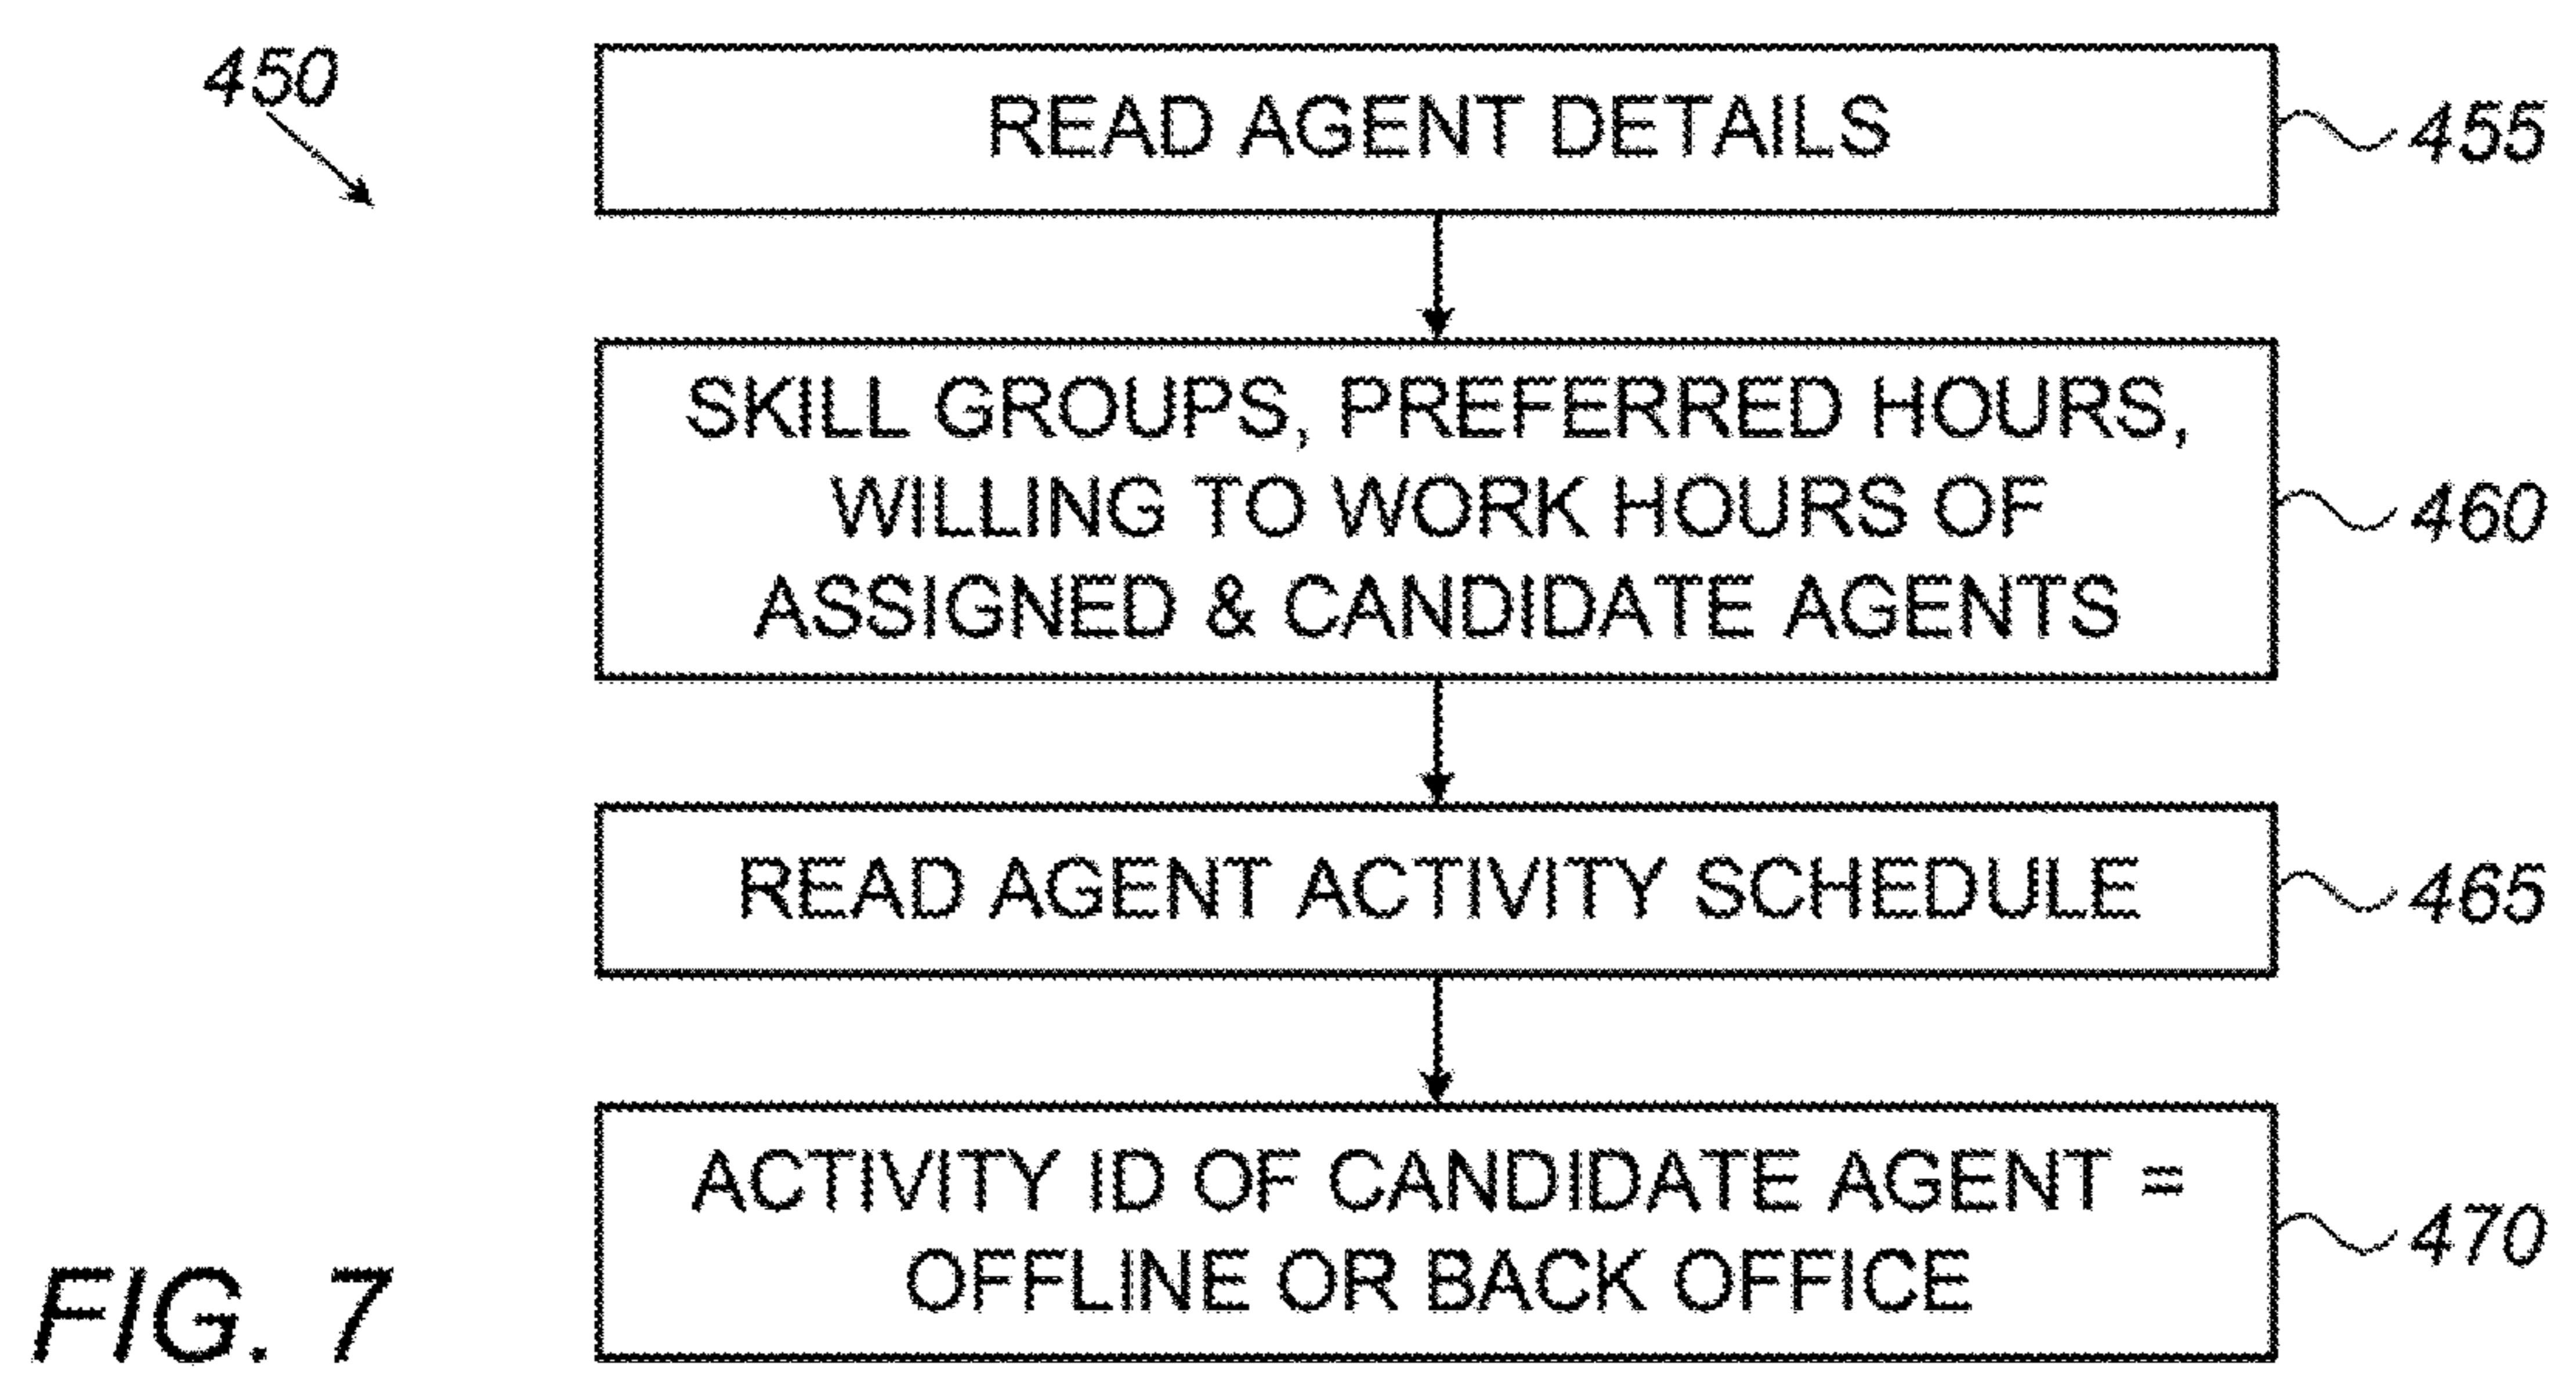 450
READ AGENT DETAILS
455
SKILL GROUPS, PREFERRED HOURS,
WILLING TO WORK HOURS OF
ASSIGNED & CANDIDATE AGENTS
460
READ AGENT ACTIVITY SCHEDULE
465
ACTIVITY ID OF CANDIDATE AGENT =
OFFLINE OR BACK OFFICE
470
FIG. 7